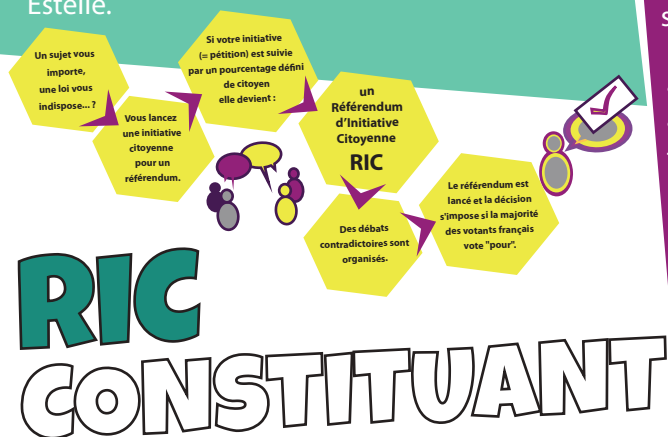 Estelle.
Un sujet vous
importe,
une loi vous
indispose... ?
Vous lancez
une initiative
citoyenne
pour un
référendum.
Si votre initiative
(= pétition) est suivie
par un pourcentage défini
de citoyen
elle devient :
un
Référendum
d'Initiative
Citoyenne
RIC
Des débats
contradictoires sont
organisés.
Le référendum est
lancé et la décision
s'impose si la majorité
des votants français
vote "pour".
RIC
CONSTITUANT